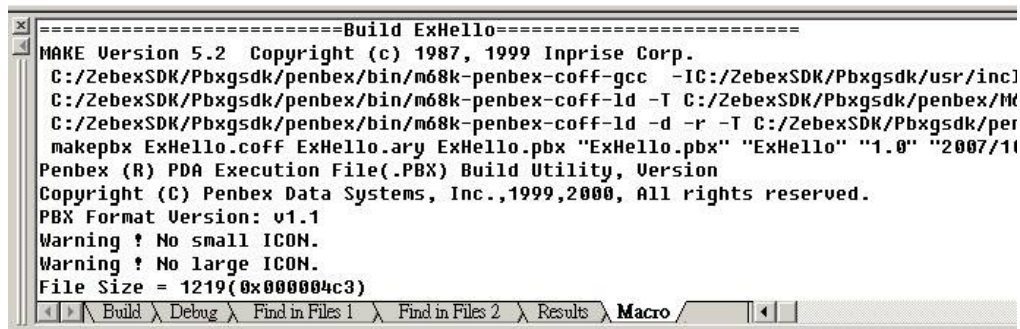 ==========================Build ExHello==========================
MAKE Version 5.2 Copyright (c) 1987, 1999 Inprise Corp.
C:/ZebexSDK/Pbxgsdk/penbex/bin/m68k-penbex-coff-gcc -IC:/ZebexSDK/Pbxgsdk/usr/incl
C:/ZebexSDK/Pbxgsdk/penbex/bin/m68k-penbex-coff-ld -T C:/ZebexSDK/Pbxgsdk/penbex/M6
C:/ZebexSDK/Pbxgsdk/penbex/bin/m68k-penbex-coff-ld -d -r -T C:/ZebexSDK/Pbxgsdk/pen
makepbx ExHello.coff ExHello.ary ExHello.pbx "ExHello.pbx" "ExHello" "1.0" "2007/10
Penbex (R) PDA Execution File(.PBX) Build Utility, Version
Copyright (C) Penbex Data Systems, Inc.,1999,2000, All rights reserved.
PBX Format Version: v1.1
Warning ! No small ICON.
Warning ! No large ICON.
File Size = 1219(0x000004c3)
Build Debug Find in Files 1 Find in Files 2 Results Macro